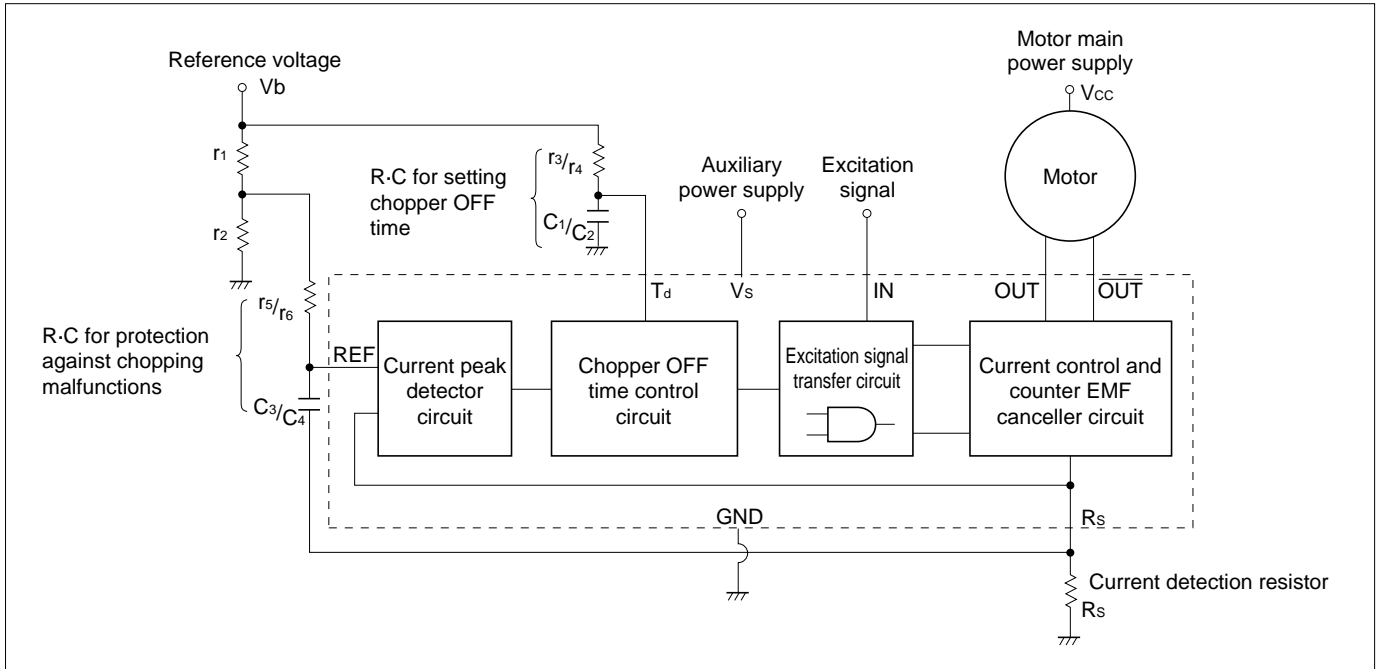 Motor main
power supply
VCC
Reference voltage
Vb
r1
r2
R·C for setting
chopper OFF
time
r3/r4
C1/C2
Auxiliary
power supply
Excitation
signal
Motor
Td
VS
IN
OUT
OUT
r5/r6
R·C for protection
against chopping
malfunctions
REF
C3/C4
Current peak
detector
circuit
Chopper OFF
time control
circuit
Excitation signal
transfer circuit
Current control and
counter EMF
canceller circuit
GND
RS
Current detection resistor
RS